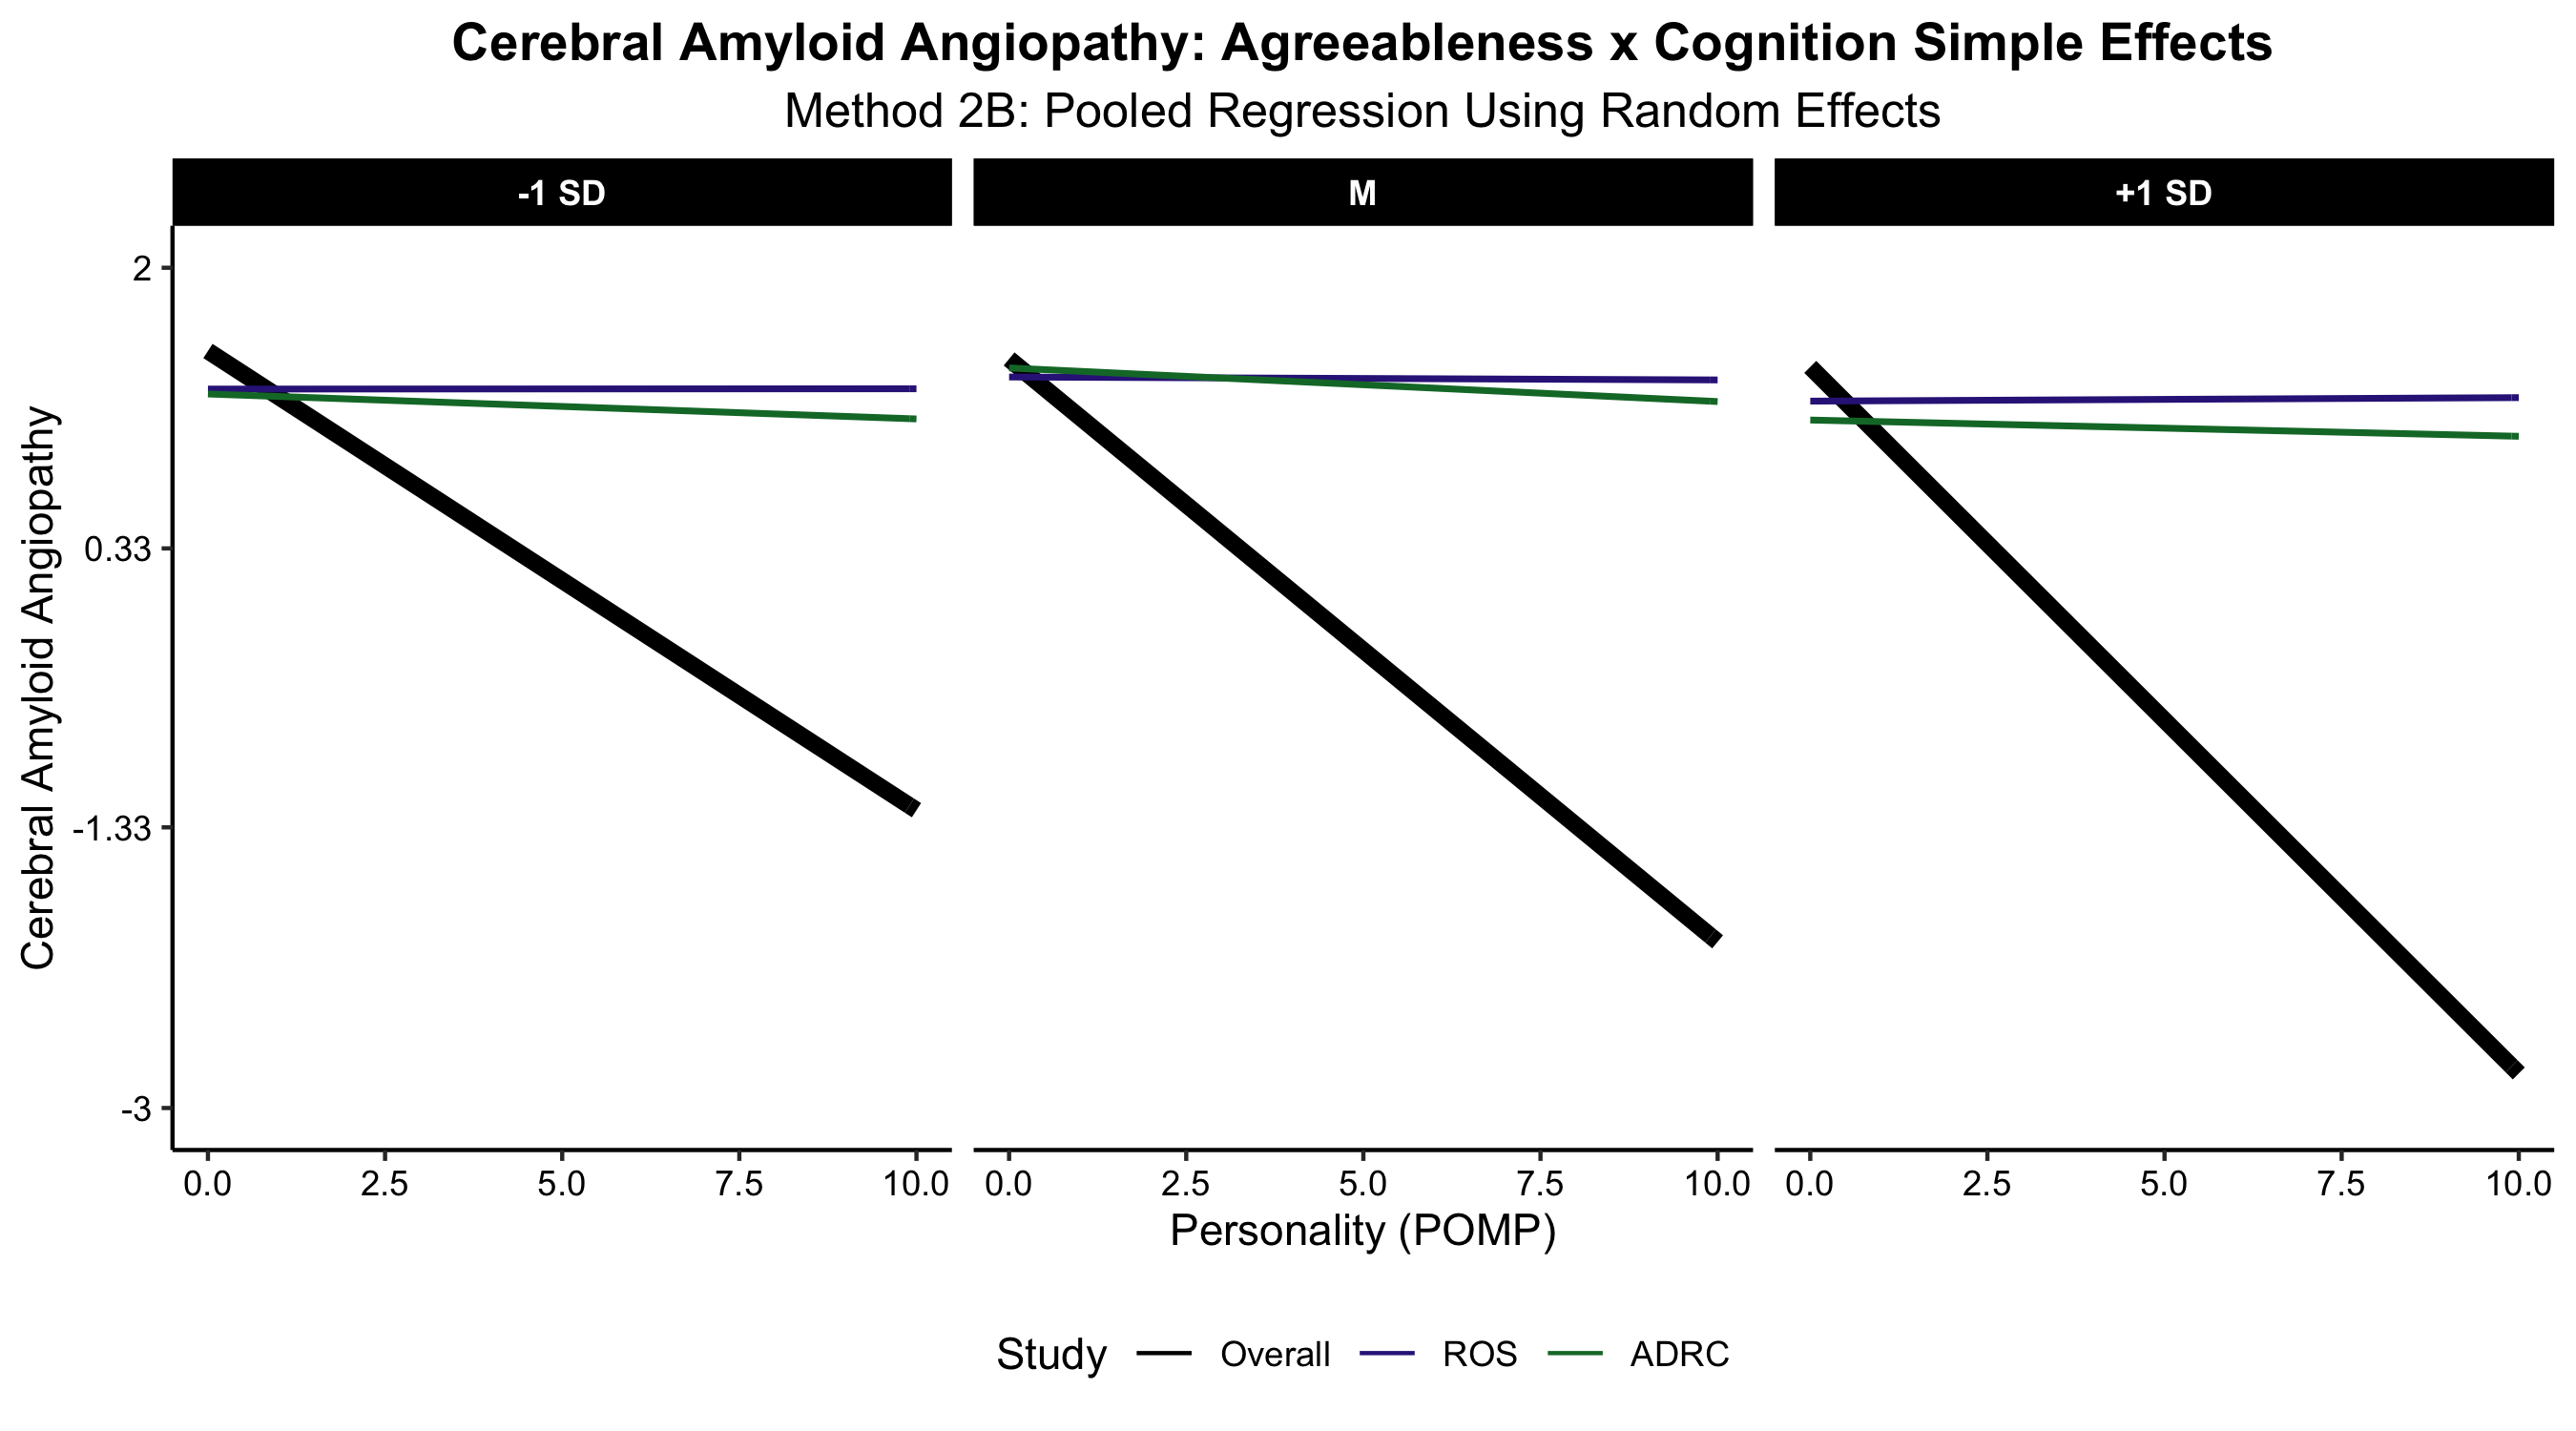 Cerebral Amyloid Angiopathy: Agreeableness x Cognition Simple Effects
Method 2B: Pooled Regression Using Random Effects
-1 SD
M
+1 SD
Cerebral Amyloid Angiopathy
2
0.33
-1.33
-3
0.0 2.5 5.0 7.5 10.0 0.0 2.5 5.0 7.5 10.0 0.0 2.5 5.0 7.5 10.0
Personality (POMP)
Study Overall ROS ADRC